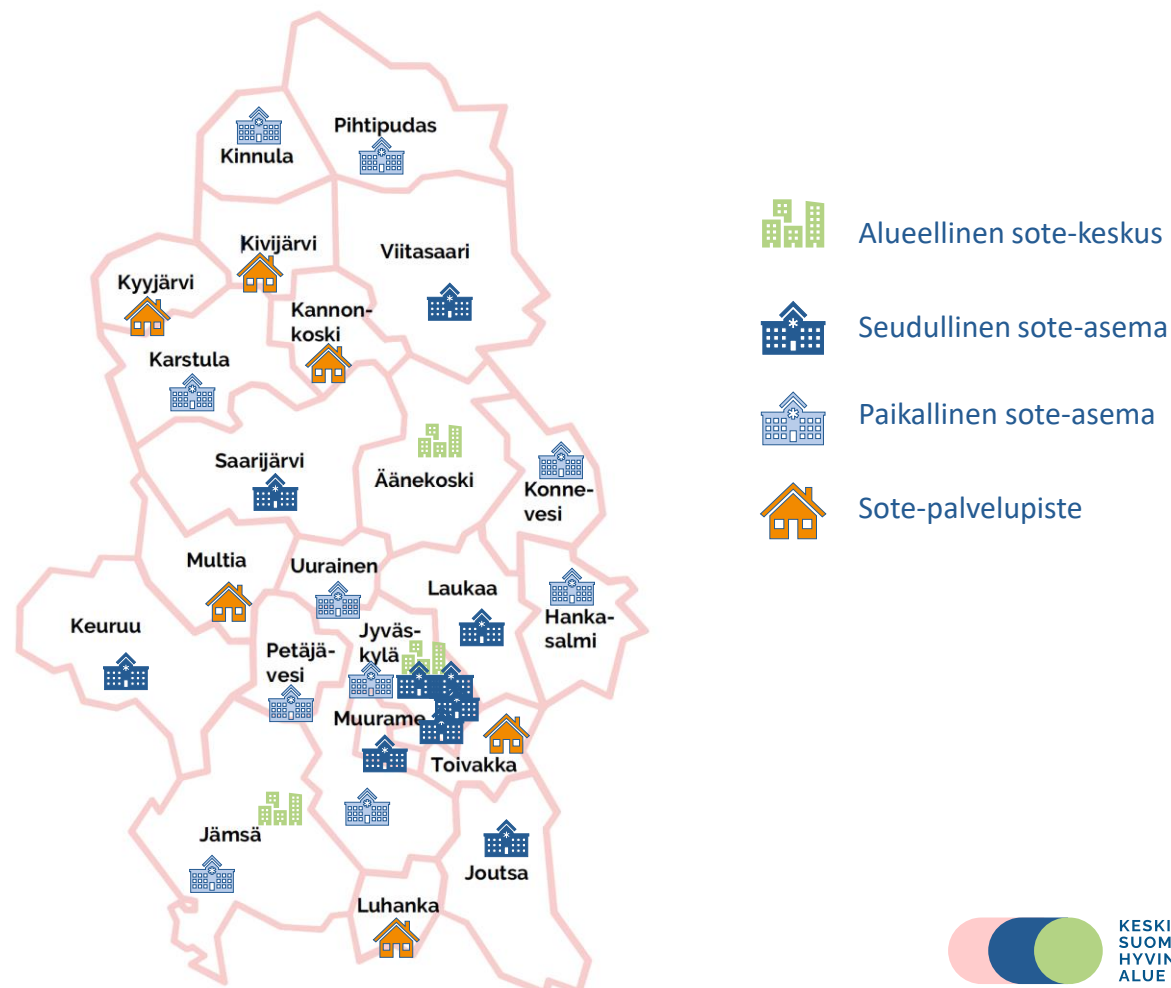 Pihtipudas
Kinnula
Kivijärvi
Viitasaari
Kyyjärvi
Kannon-
koski
Karstula
Saarijärvi
Äänekoski
Konne-
vesi
Multia
Uurainen
Laukaa
Hanka-
salmi
Keuruu
Petäjä-
vesi
Jyväs-
kylä
Muurame
Toivakka
Jämsä
Joutsa
Luhanka
Alueellinen sote-keskus
Seudullinen sote-asema
Paikallinen sote-asema
Sote-palvelupiste
KESKI
SUOM
HYVIN
ALUE